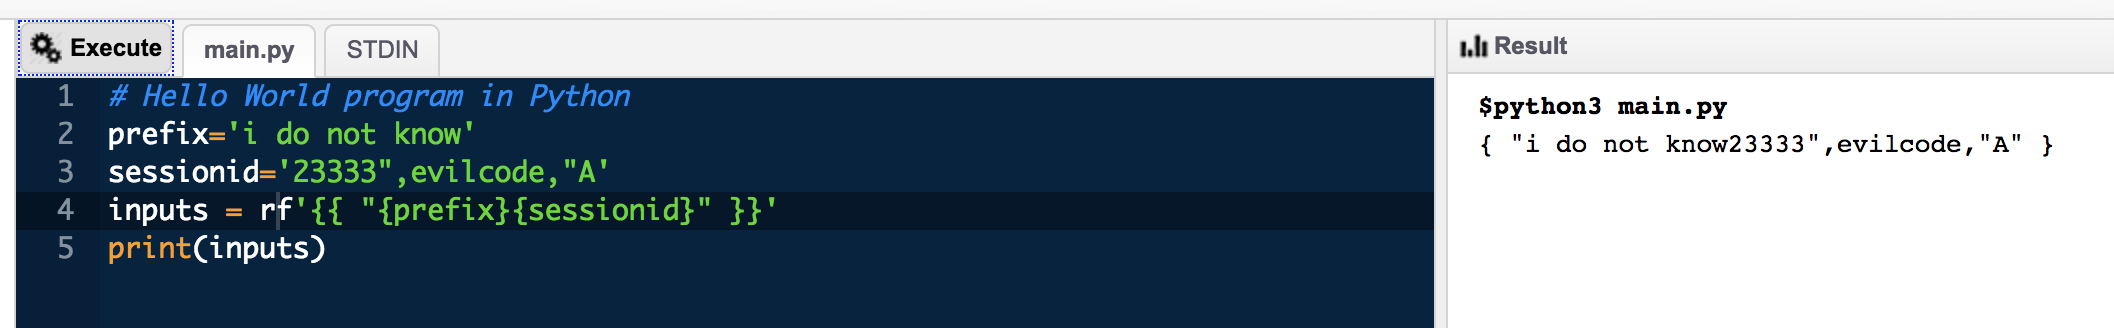 Execute main.py STDIN
1 # Hello World program in Python
2 prefix='i do not know'
3 sessionid='23333",evilcode,"A'
4 inputs = rf'{{ "{prefix}{sessionid}" }}'
5 print(inputs)
Result
$python3 main.py
{ "i do not know23333",evilcode,"A" }